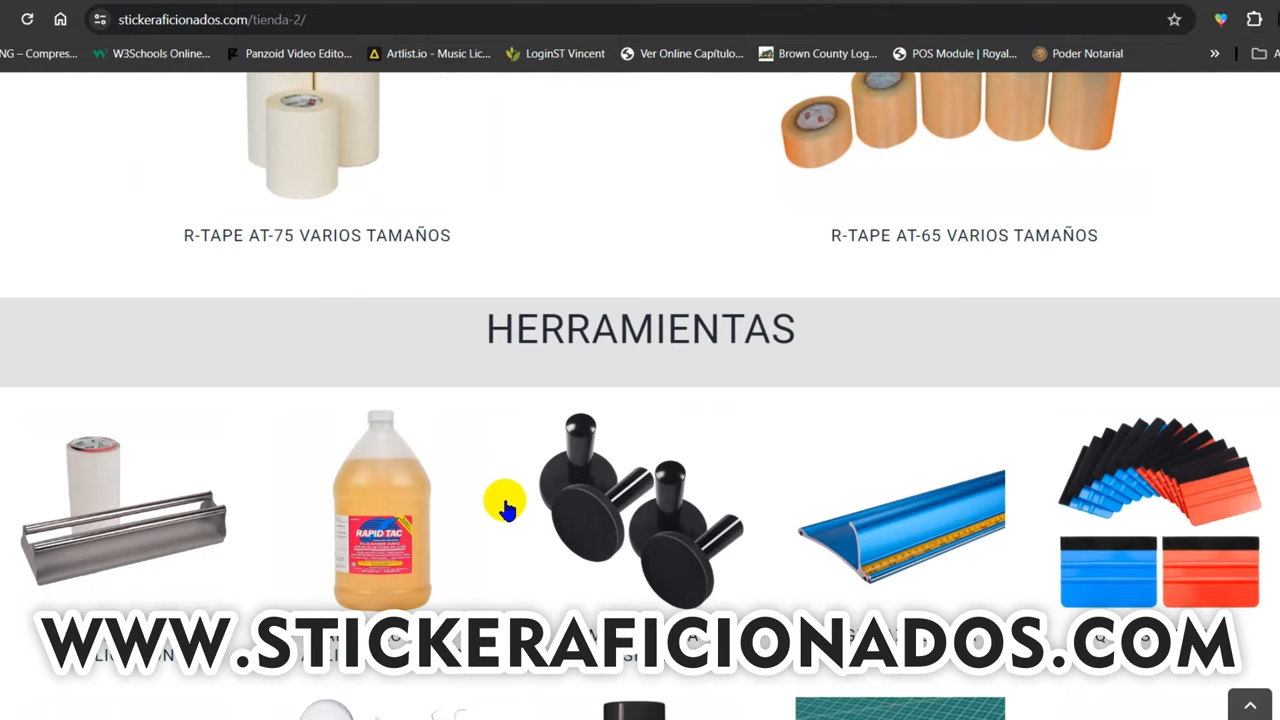 stickeraficionados.com/tienda-2/
NG – Compres... W3Schools Online... Panzoid Video Edito... Artlist.io - Music Lic... LoginST Vincent Ver Online Capítulo... Brown County Log... POS Module | Royal... Poder Notarial »
R-TAPE AT-75 VARIOS TAMAÑOS
R-TAPE AT-65 VARIOS TAMAÑOS
HERRAMIENTAS
RAPID TAC
WWW.STICKERAFICIONADOS.COM